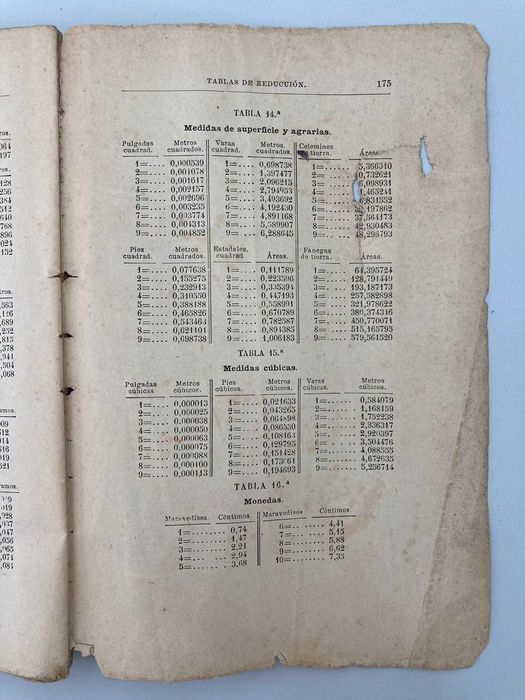 TABLAS DE REDUCUIÓN. 175
TABLA 14.ª
Medidas de superficie y agrarias.
Pulgadas cuadrad. Metros cuadrados. Varas cuadrad. Metros. cuadrados. Celemines de tierra. Áreas.
1=.... 0,000539 1=.... 0,698738 1=.... 5,366310
2=.... 0,001078 2=.... 1,397477 2=.... 10,732621
3=.... 0,001617 3=.... 2,096215 3=.... 6,098931
4=.... 0,002157 4=.... 2,794953 4=.... 1,465241
5=.... 0,002696 5=.... 3,493692 5=.... 6,831552
6=.... 0,003235 6=.... 4,192430 6=.... 32,197862
7=.... 0,003774 7=.... 4,891168 7=.... 37,564173
8=.... 0,004313 8=.... 5,589907 8=.... 42,930483
9=.... 0,004852 9=.... 6,288645 9=.... 48,296793
Pies cuadrad. Metros cuadrados. Estadales, cuadrad Áreas. Fanegas de tierra. Áreas.
1=.... 0,077638 1=.... 0,111789 1=.... 64,395724
2=.... 0,155275 2=.... 0,223596 2=.... 128,791449
3=.... 0,232913 3=.... 0,335394 3=.... 193,187173
4=.... 0,310550 4=.... 0,447193 4=.... 257,582898
5=.... 0,388188 5=.... 0,558991 5=.... 321,978622
6=.... 0,465826 6=.... 0,670789 6=.... 386,374346
7=.... 0,543463 7=.... 0,782587 7=.... 450,770071
8=.... 0,621101 8=.... 0,894385 8=.... 515,165795
9=.... 0,698738 9=.... 1,006183 9=.... 579,561520
TABLA 15.ª
Medidas cúbicas.
Pulgadas cúbicas Metros cúbicos. Pies cúbicos. Metros cúbicos. Varas cúbicas Metros cúbicos.
1=.... 0,000013 1=.... 0,021633 1=.... 0,584079
2=.... 0,000025 2=.... 0,043265 2=.... 1,168159
3=.... 0,000038 3=.... 0,064898 3=.... 1,752238
4=.... 0,000050 4=.... 0,086530 4=.... 2,336317
5=.... 0,000063 5=.... 0,108163 5=.... 2,920397
6=.... 0,000075 6=.... 0,129795 6=.... 3,504476
7=.... 0,000088 7=.... 0,151428 7=.... 4,088555
8=.... 0,000100 8=.... 0,173061 8=.... 4,672635
9=.... 0,000113 9=.... 0,194693 9=.... 5,256714
TABLA 16.ª
Monedas.
Maravedises. Céntimos. Maravedises Céntimos.
1=....... 0,74 6=...... 4,41
2=....... 1,47 7=...... 5,15
3=....... 2,21 8=...... 5,88
4=....... 2,94 9=...... 6,62
5=....... 3,68 10=...... 7,35